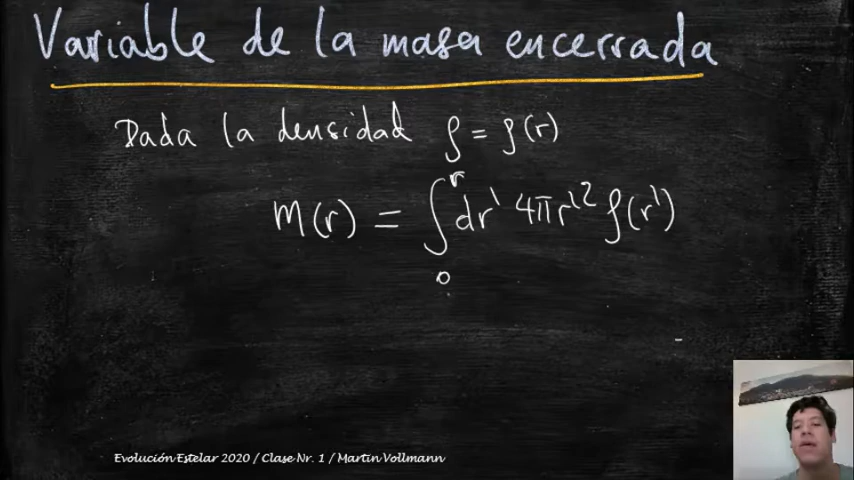 Variable de la masa encerrada
Dada la densidad ρ = ρ(r)
m(r) = ∫₀ʳ dr' 4πr'² ρ(r')
Evolución Estelar 2020 / Clase Nr. 1 / Martin Vollmann